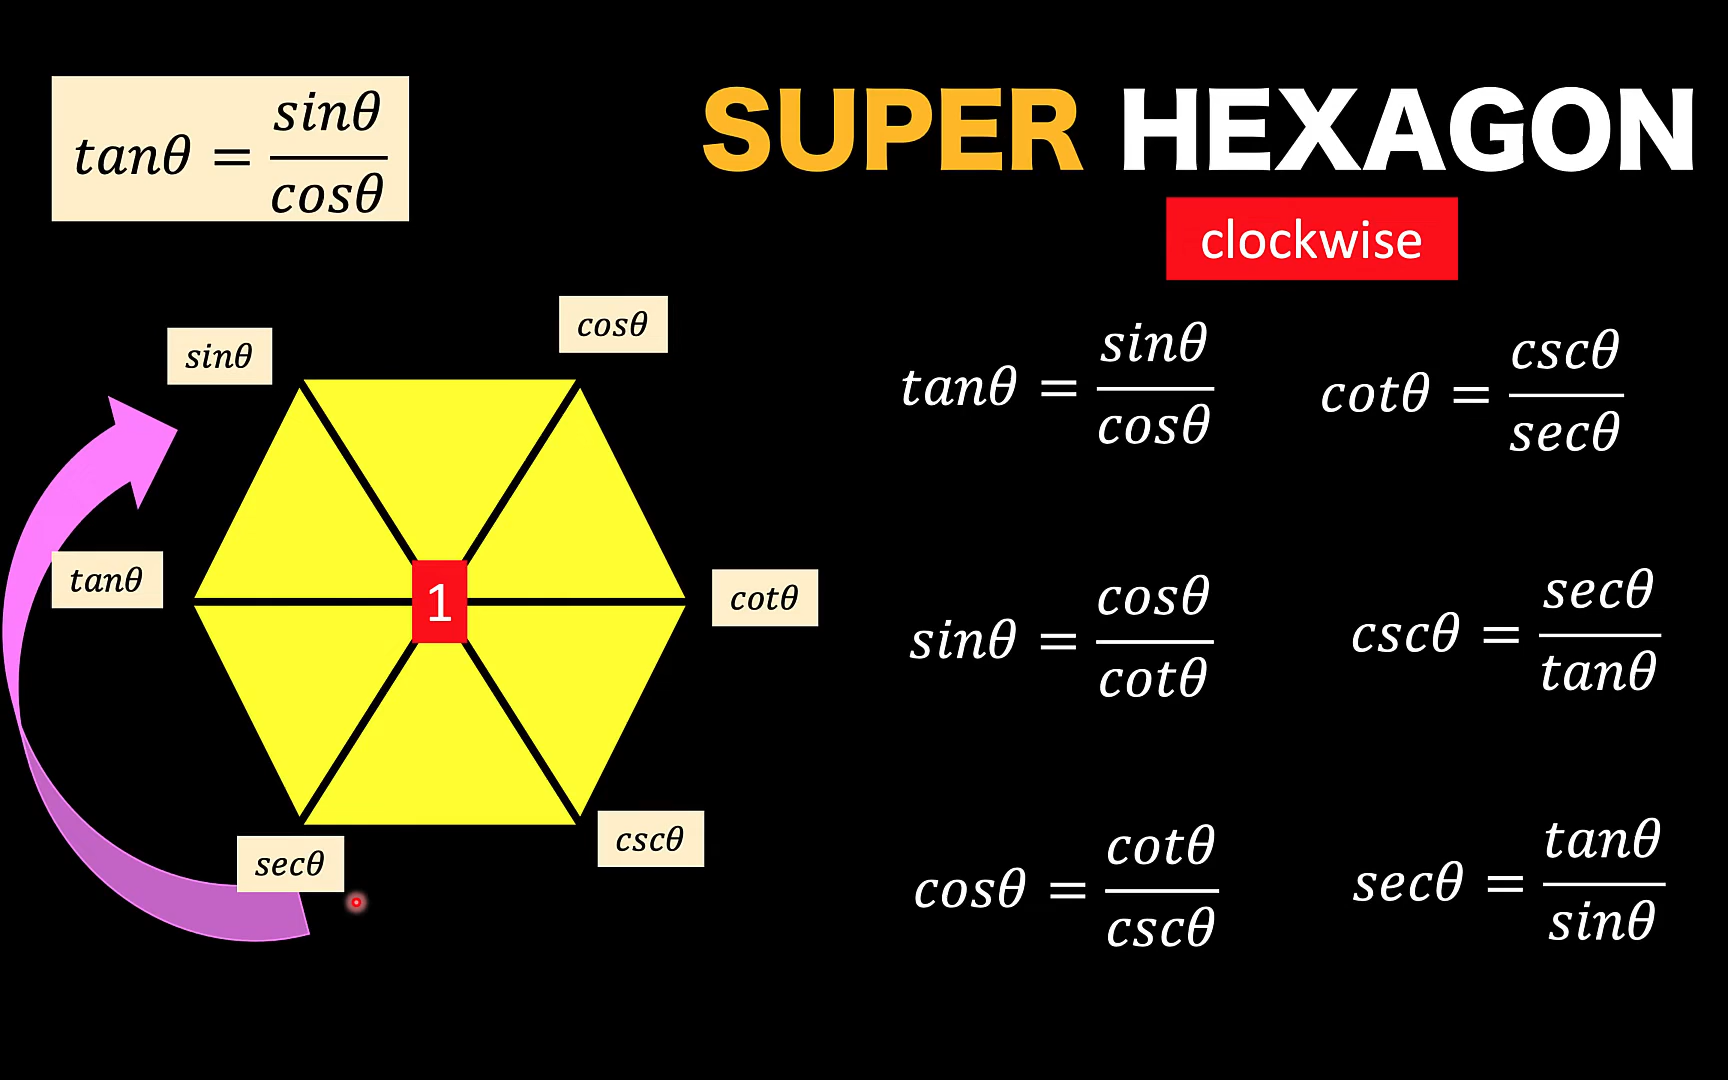 tanθ = sinθ / cosθ
SUPER HEXAGON
clockwise
sinθ
cosθ
tanθ
1
cotθ
secθ
cscθ
tanθ = sinθ / cosθ
cotθ = cscθ / secθ
sinθ = cosθ / cotθ
cscθ = secθ / tanθ
cosθ = cotθ / cscθ
secθ = tanθ / sinθ